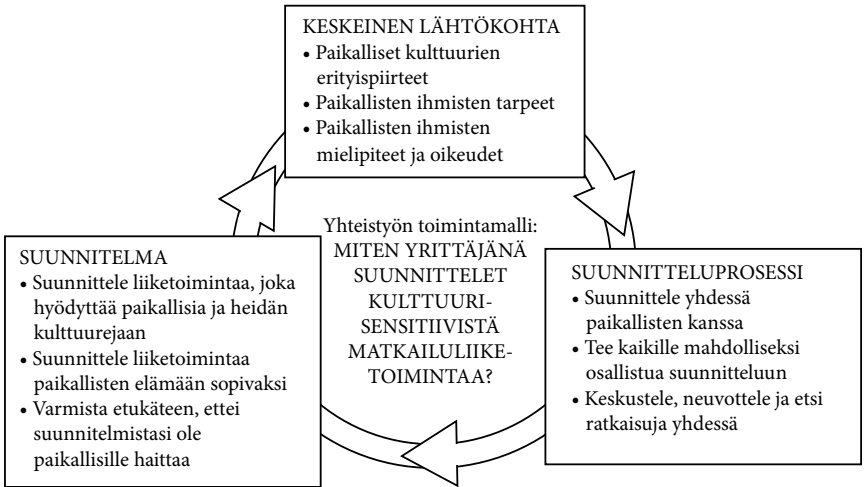 KESKEINEN LÄHTÖKOHTA
• Paikalliset kulttuurien
erityispiirteet
• Paikallisten ihmisten tarpeet
• Paikallisten ihmisten
mielipiteet ja oikeudet
Yhteistyön toimintamalli:
MITEN YRITTÄJÄNÄ
SUUNNITTELET
KULTTUURI-
SENSITIIVISTÄ
MATKAILULIIKE-
TOIMINTAA?
SUUNNITTELUPROSESSI
• Suunnittele yhdessä
paikallisten kanssa
• Tee kaikille mahdolliseksi
osallistua suunnitteluun
• Keskustele, neuvottele ja etsi
ratkaisuja yhdessä
SUUNNITELMA
• Suunnittele liiketoimintaa, joka
hyödyttää paikallisia ja heidän
kulttuurejaan
• Suunnittele liiketoimintaa
paikallisten elämään sopivaksi
• Varmista etukäteen, ettei
suunnitelmistasi ole
paikallisille haittaa